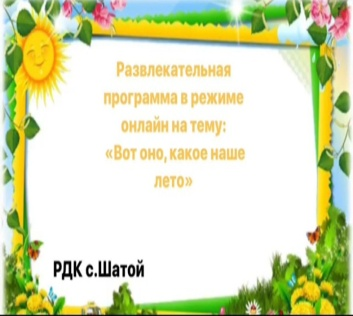 Развлекательная
программа в режиме
онлайн на тему:
«Вот оно, какое наше
лето»
РДК с.Шатой